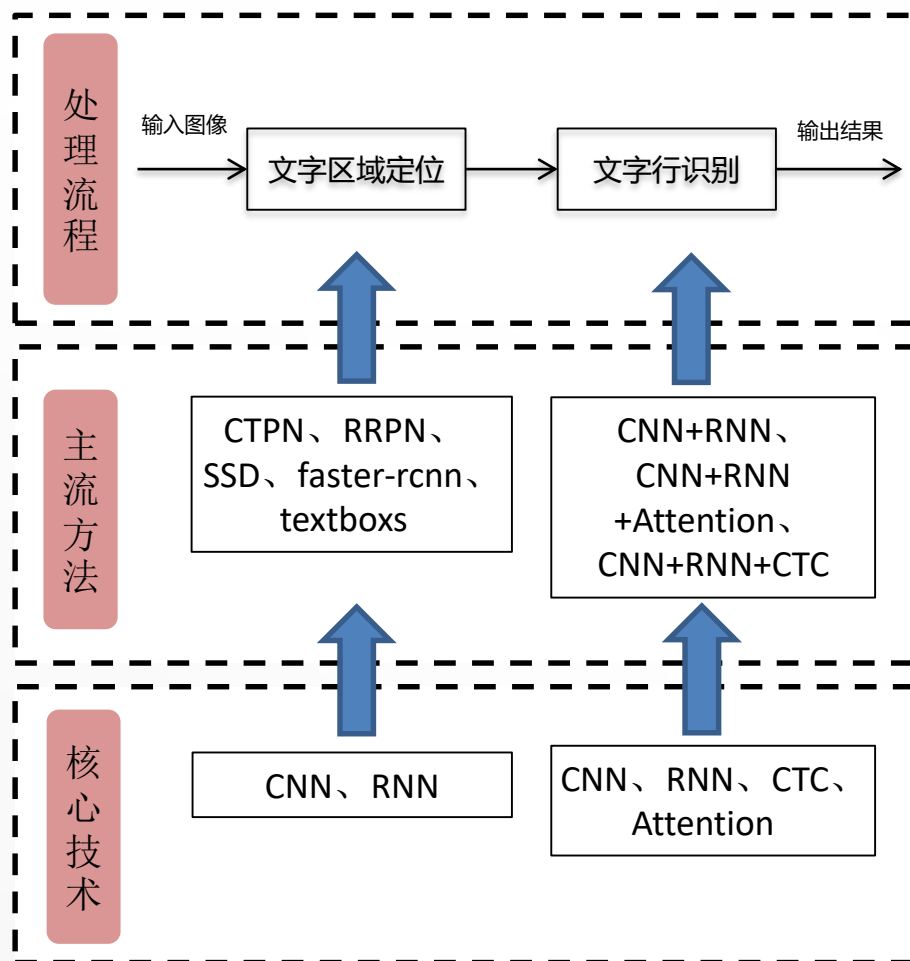 处理流程
输入图像
文字区域定位
文字行识别
输出结果
主流方法
CTPN、RRPN、
SSD、faster-rcnn、
textboxs
CNN+RNN、
CNN+RNN
+Attention、
CNN+RNN+CTC
核心技术
CNN、RNN
CNN、RNN、CTC、
Attention